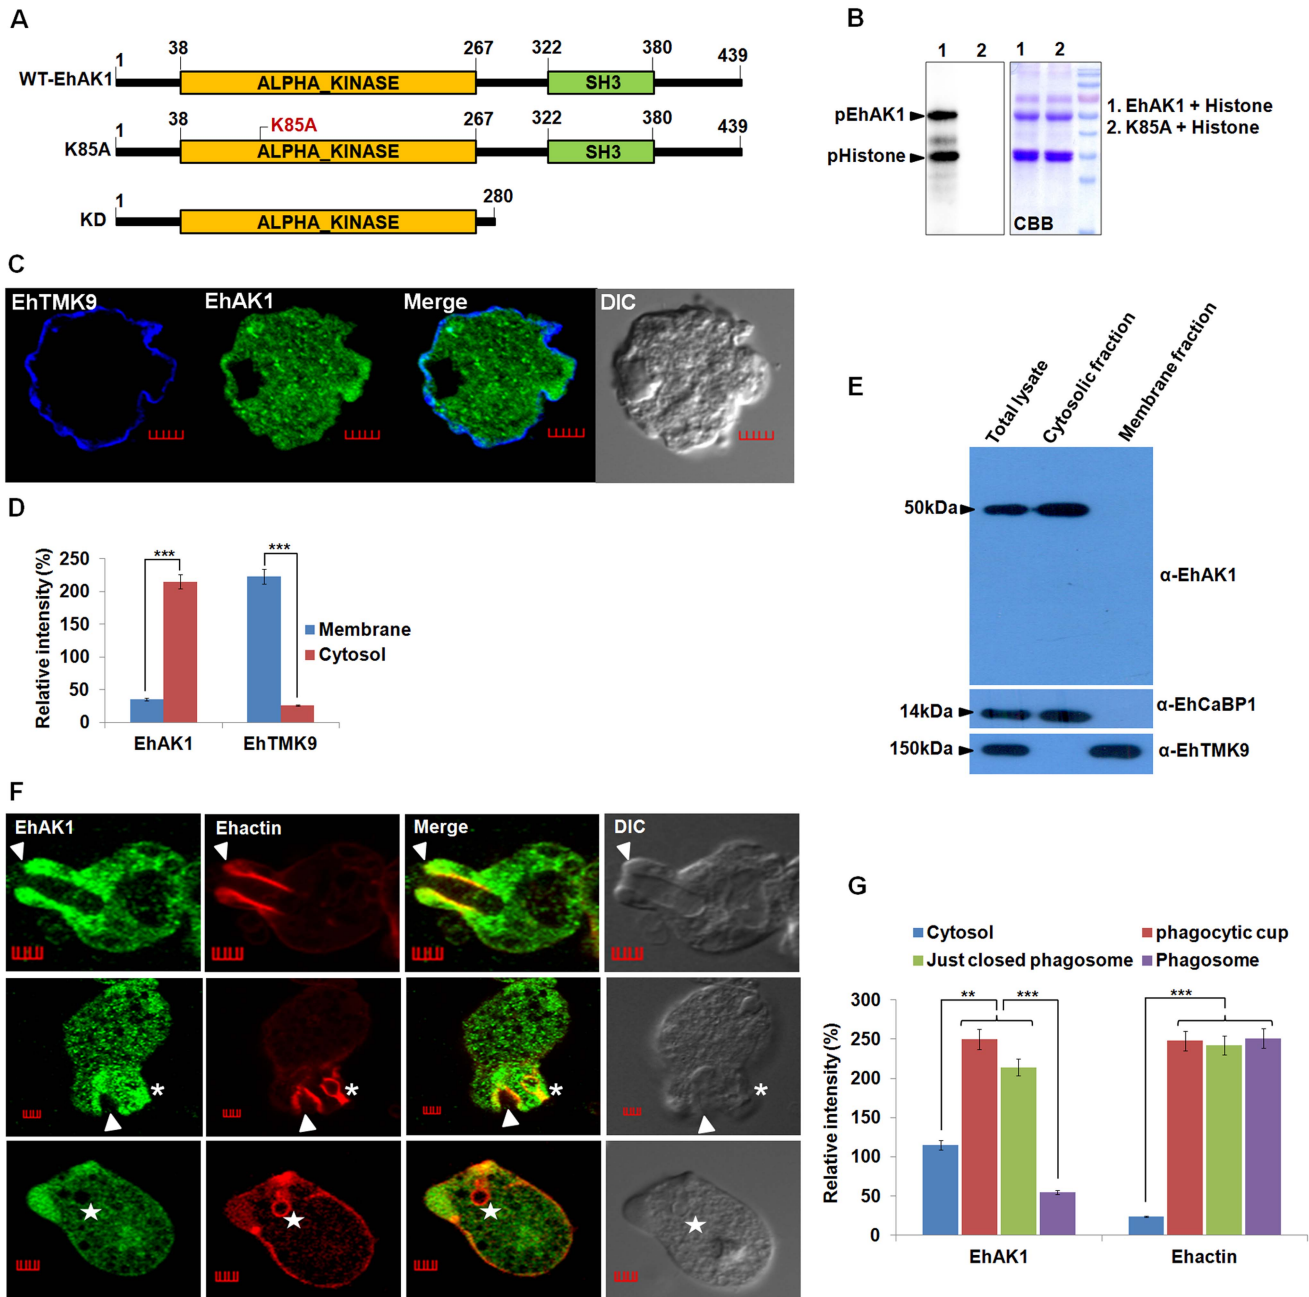 A
1 38 267 322 380 439
WT-EhAK1 ALPHA_KINASE SH3
1 38 K85A 267 322 380 439
K85A ALPHA_KINASE SH3
1 280
KD ALPHA_KINASE
B
1 2 1 2
pEhAK1
pHistone
CBB
1. EhAK1 + Histone
2. K85A + Histone
C
EhTMK9 EhAK1 Merge DIC
D
Relative intensity (%)
250
200
150
100
50
0
*** ***
Membrane
Cytosol
EhAK1 EhTMK9
E
Total lysate
Cytosolic fraction
Membrane fraction
50kDa
α-EhAK1
14kDa α-EhCaBP1
150kDa α-EhTMK9
F
EhAK1 Ehactin Merge DIC
* * * *
G
Cytosol phagocytic cup
Just closed phagosome Phagosome
Relative intensity (%)
300
250
200
150
100
50
0
** *** ***
EhAK1 Ehactin